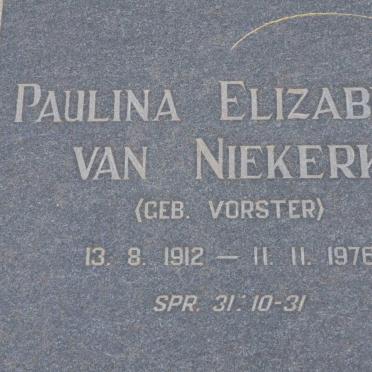 PAULINA ELIZAB
VAN NIEKERK
(GEB. VORSTER)
13. 8. 1912 — 11. 11. 1976
SPR. 31:10-31